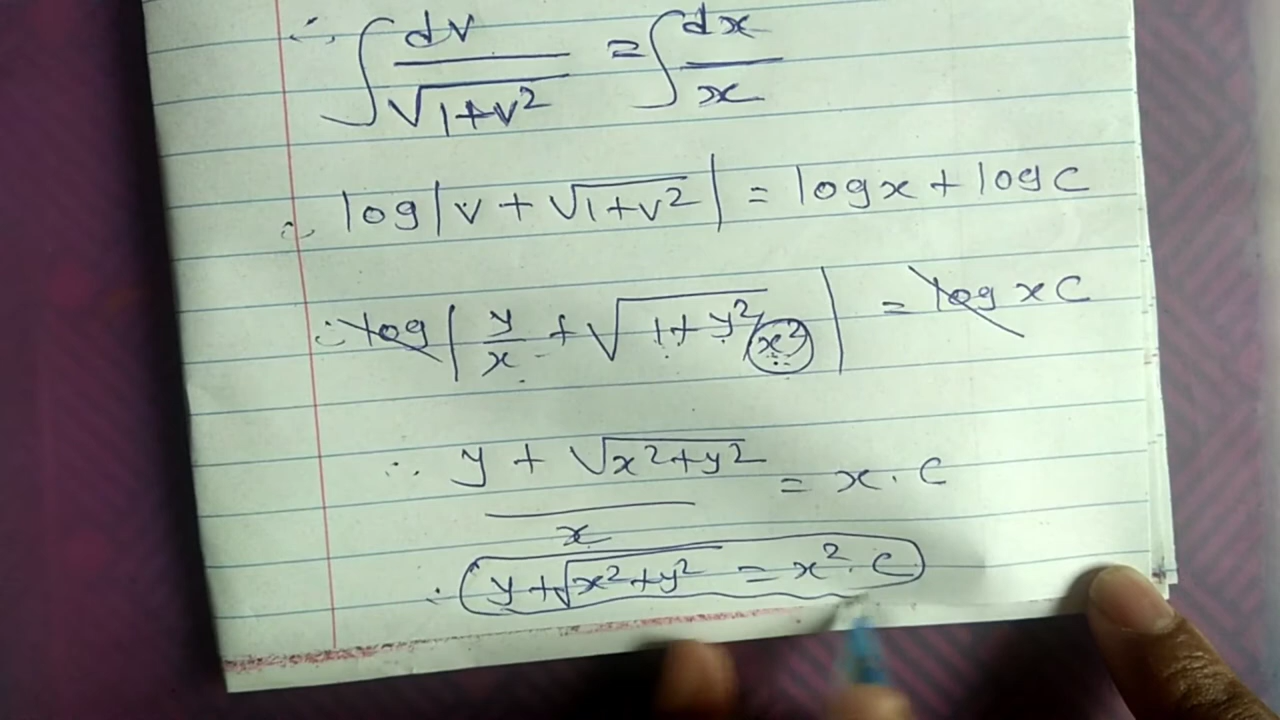 ∴ ∫ dv/√(1+v²) = ∫ dx/x
∴ log|v + √(1+v²)| = log x + log c
∴ log|y/x + √(1+y²/x²)| = log x c
∴ (y + √(x²+y²))/x = x . c
∴ y+√(x²+y²) = x² . c